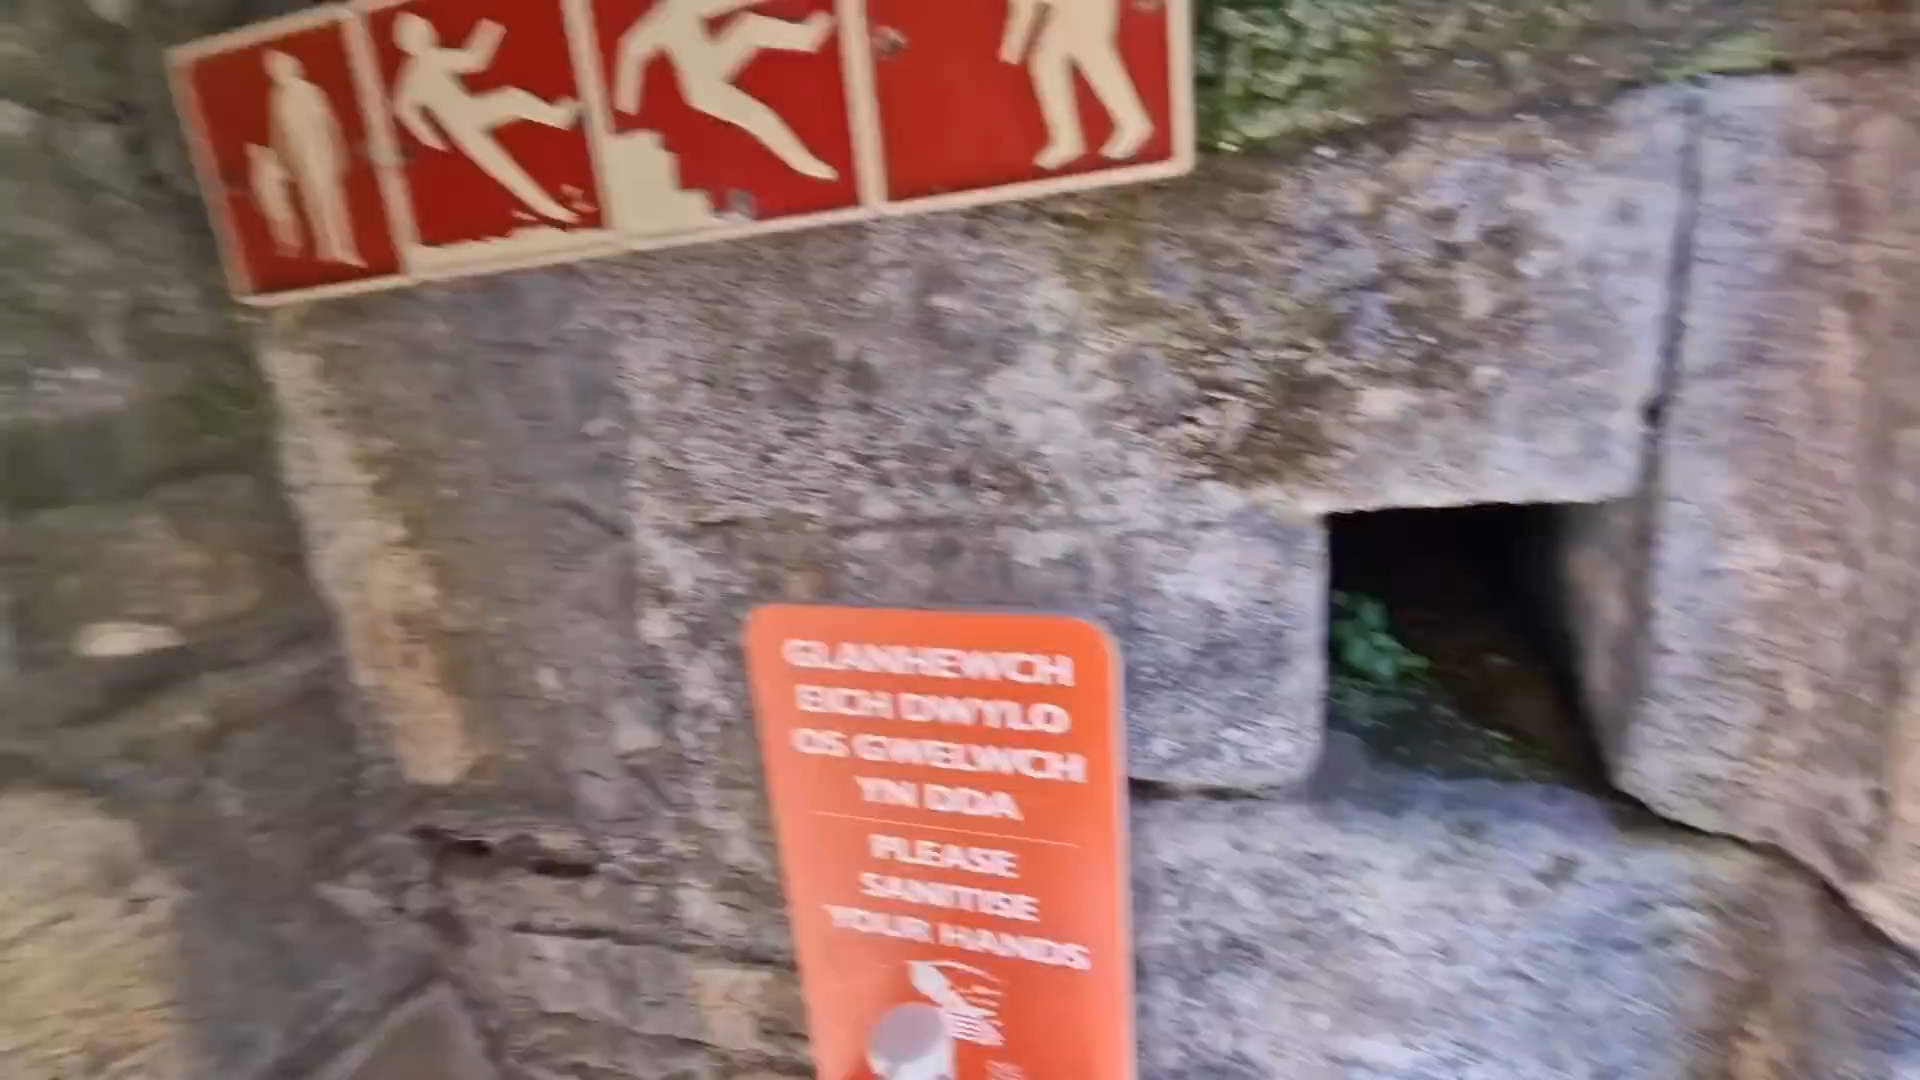 GLANHEWCH
EICH DWYLO
OS GWELWCH
YN DDA
PLEASE
SANITISE
YOUR HANDS